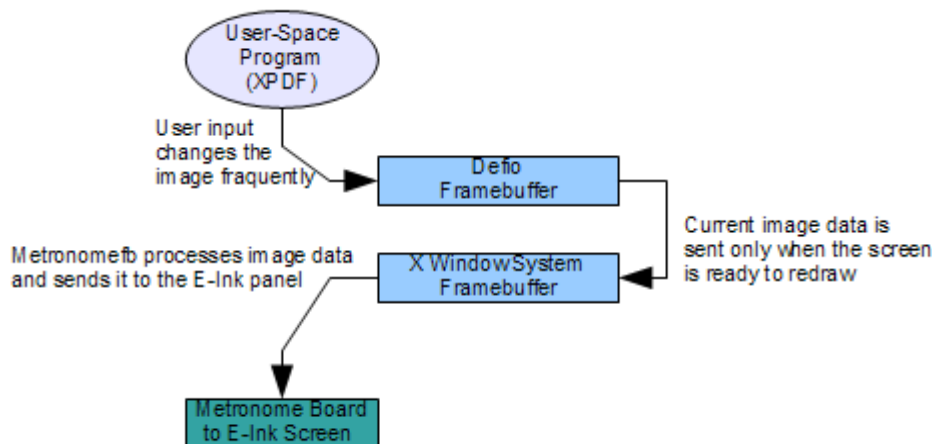 User-Space
Program
(XPDF)
User input
changes the
image fraquently
Defio
Framebuffer
Current image data is
sent only when the screen
is ready to redraw
Metronomefb processes image data
and sends it to the E-Ink panel
X Window System
Framebuffer
Metronome Board
to E-Ink Screen